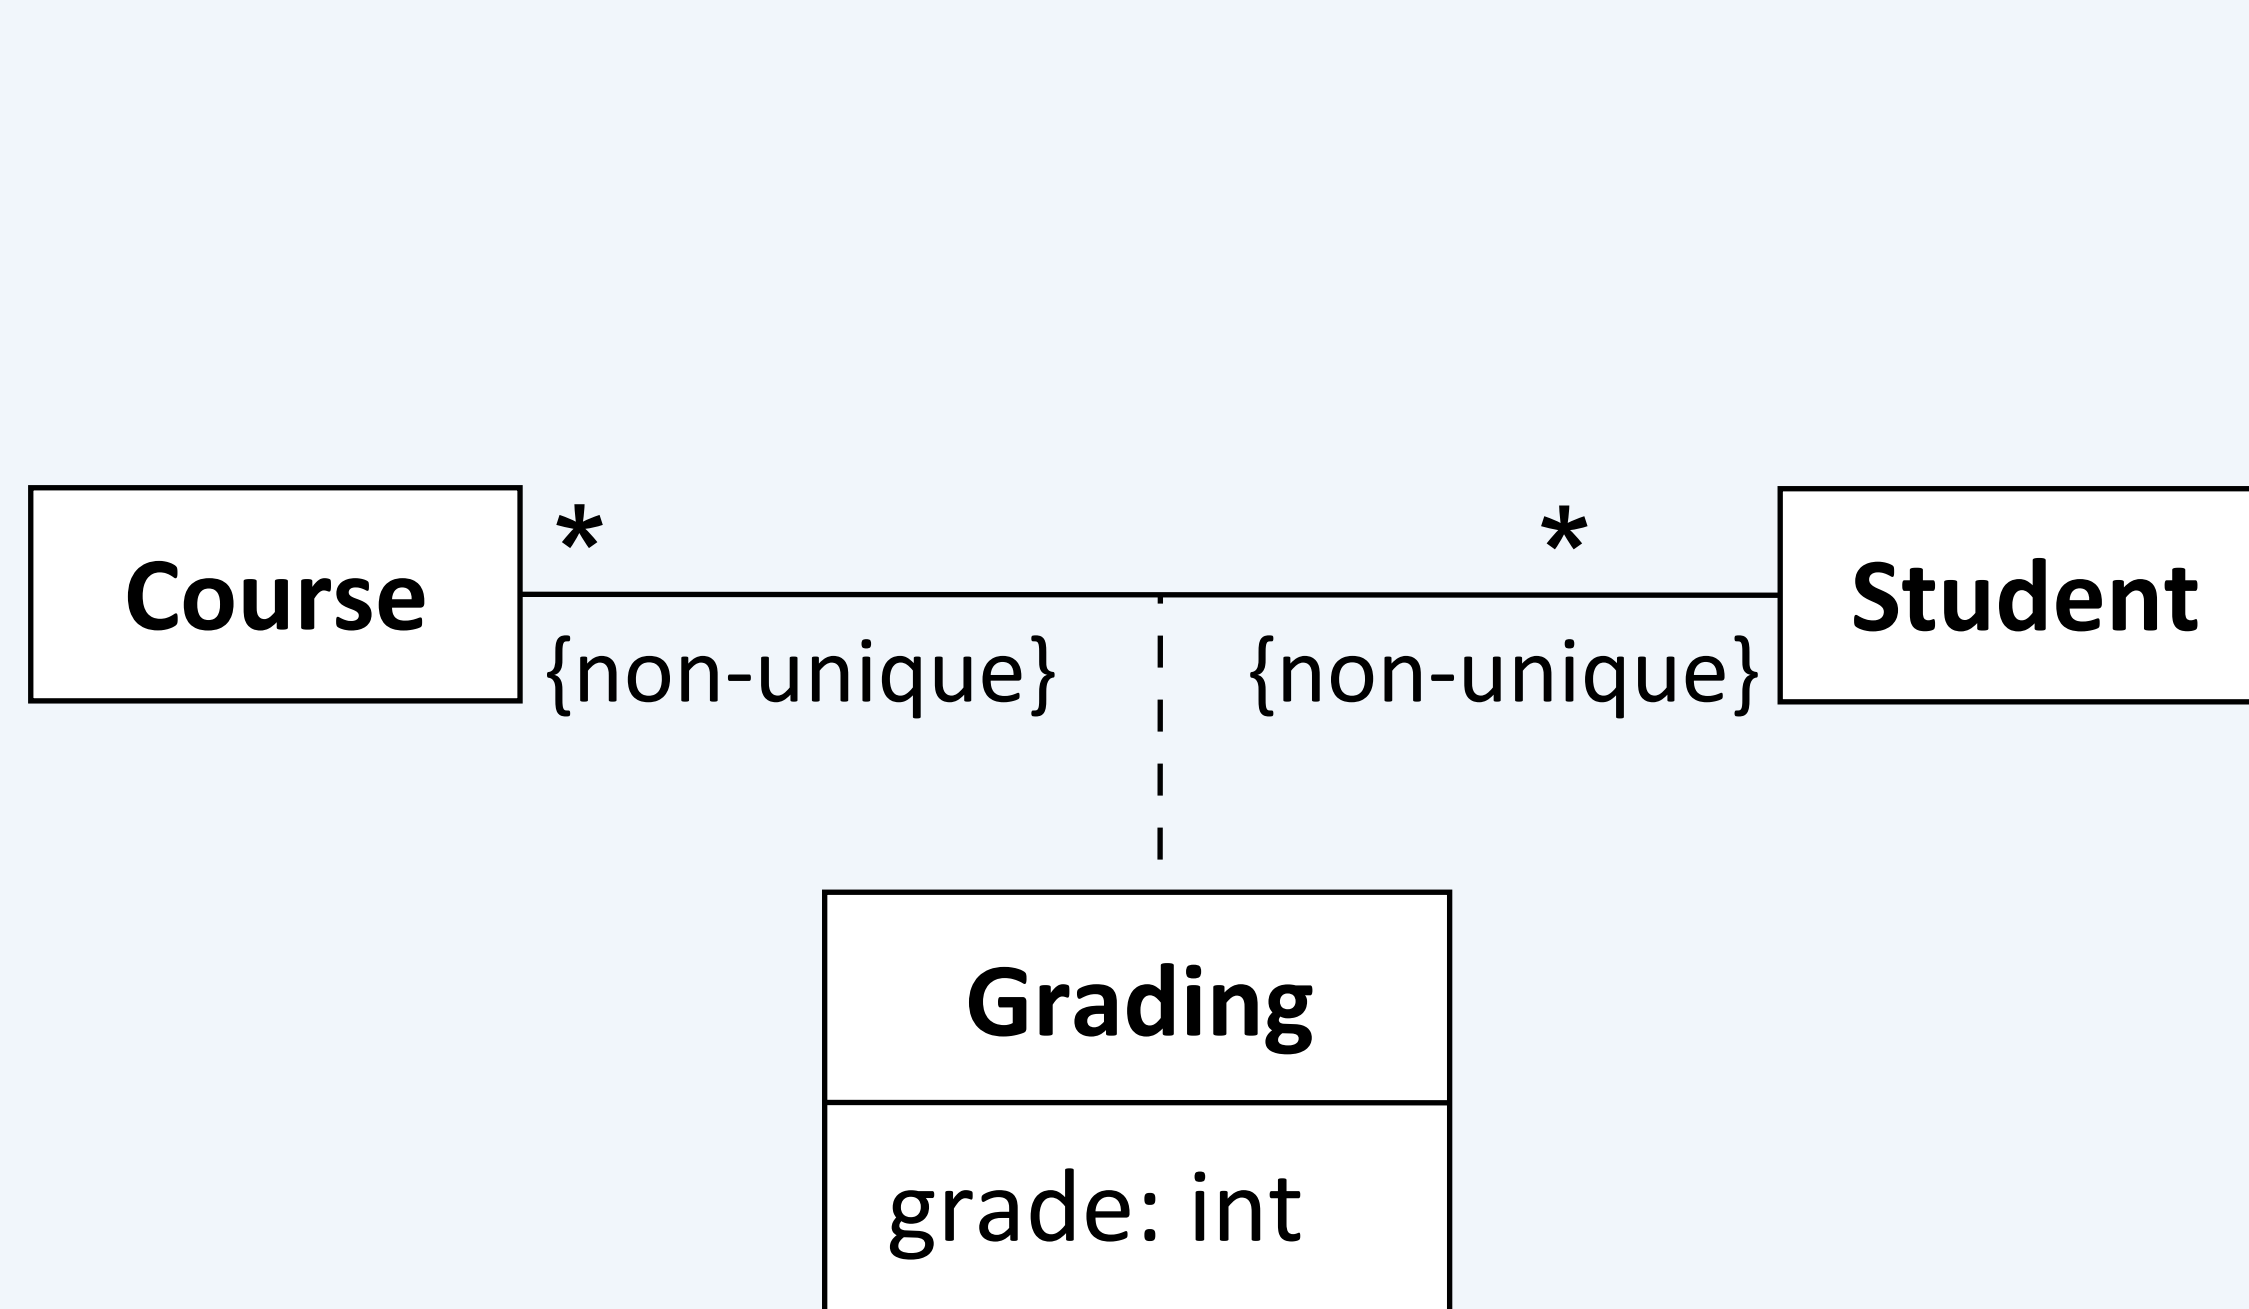 Course
*
*
Student
{non-unique}
{non-unique}
Grading
grade: int